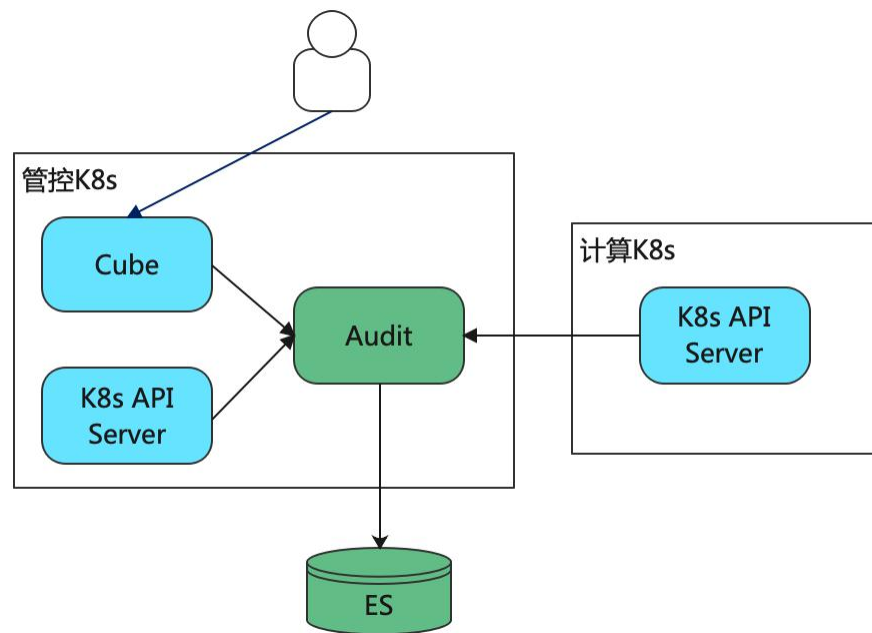 管控K8s
Cube
Audit
K8s API
Server
计算K8s
K8s API
Server
ES